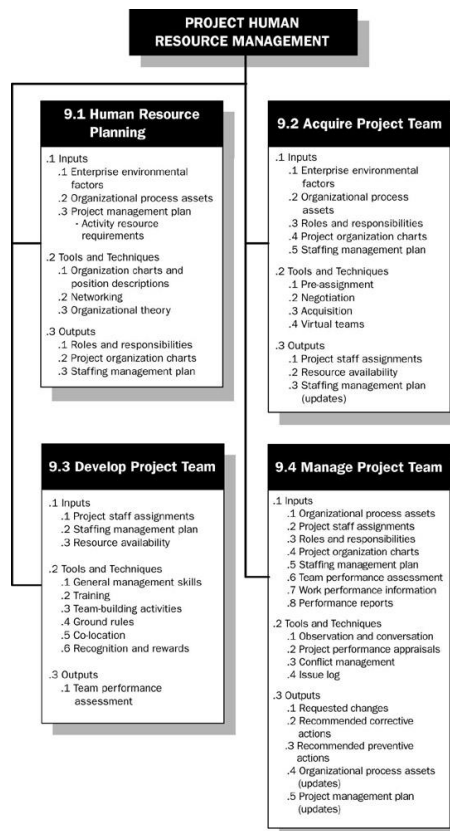 PROJECT HUMAN
RESOURCE MANAGEMENT
9.1 Human Resource
Planning
.1 Inputs
.1 Enterprise environmental
factors
.2 Organizational process assets
.3 Project management plan
- Activity resource
requirements
.2 Tools and Techniques
.1 Organization charts and
position descriptions
.2 Networking
.3 Organizational theory
.3 Outputs
.1 Roles and responsibilities
.2 Project organization charts
.3 Staffing management plan
9.2 Acquire Project Team
.1 Inputs
.1 Enterprise environmental
factors
.2 Organizational process
assets
.3 Roles and responsibilities
.4 Project organization charts
.5 Staffing management plan
.2 Tools and Techniques
.1 Pre-assignment
.2 Negotiation
.3 Acquisition
.4 Virtual teams
.3 Outputs
.1 Project staff assignments
.2 Resource availability
.3 Staffing management plan
(updates)
9.3 Develop Project Team
.1 Inputs
.1 Project staff assignments
.2 Staffing management plan
.3 Resource availability
.2 Tools and Techniques
.1 General management skills
.2 Training
.3 Team-building activities
.4 Ground rules
.5 Co-location
.6 Recognition and rewards
.3 Outputs
.1 Team performance
assessment
9.4 Manage Project Team
.1 Inputs
.1 Organizational process assets
.2 Project staff assignments
.3 Roles and responsibilities
.4 Project organization charts
.5 Staffing management plan
.6 Team performance assessment
.7 Work performance information
.8 Performance reports
.2 Tools and Techniques
.1 Observation and conversation
.2 Project performance appraisals
.3 Conflict management
.4 Issue log
.3 Outputs
.1 Requested changes
.2 Recommended corrective
actions
.3 Recommended preventive
actions
.4 Organizational process assets
(updates)
.5 Project management plan
(updates)